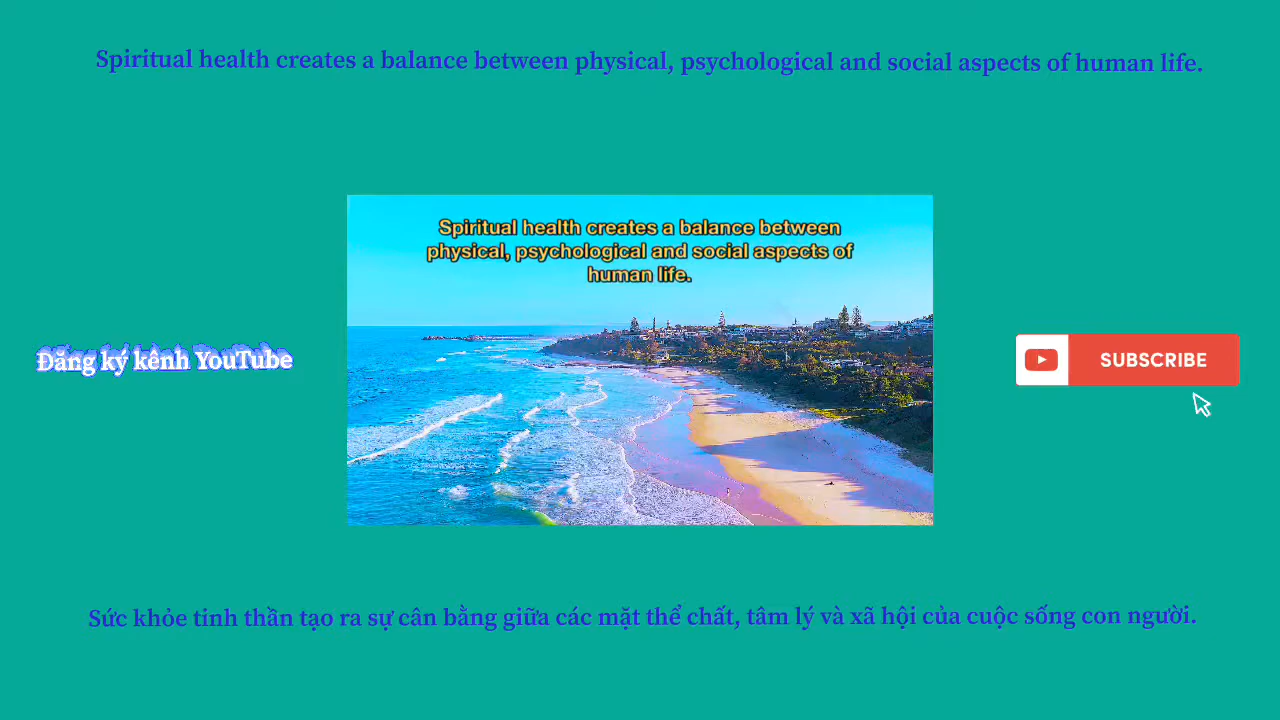 Spiritual health creates a balance between physical, psychological and social aspects of human life.
Spiritual health creates a balance between
physical, psychological and social aspects of
human life.
Đăng ký kênh YouTube
SUBSCRIBE
Sức khỏe tinh thần tạo ra sự cân bằng giữa các mặt thể chất, tâm lý và xã hội của cuộc sống con người.